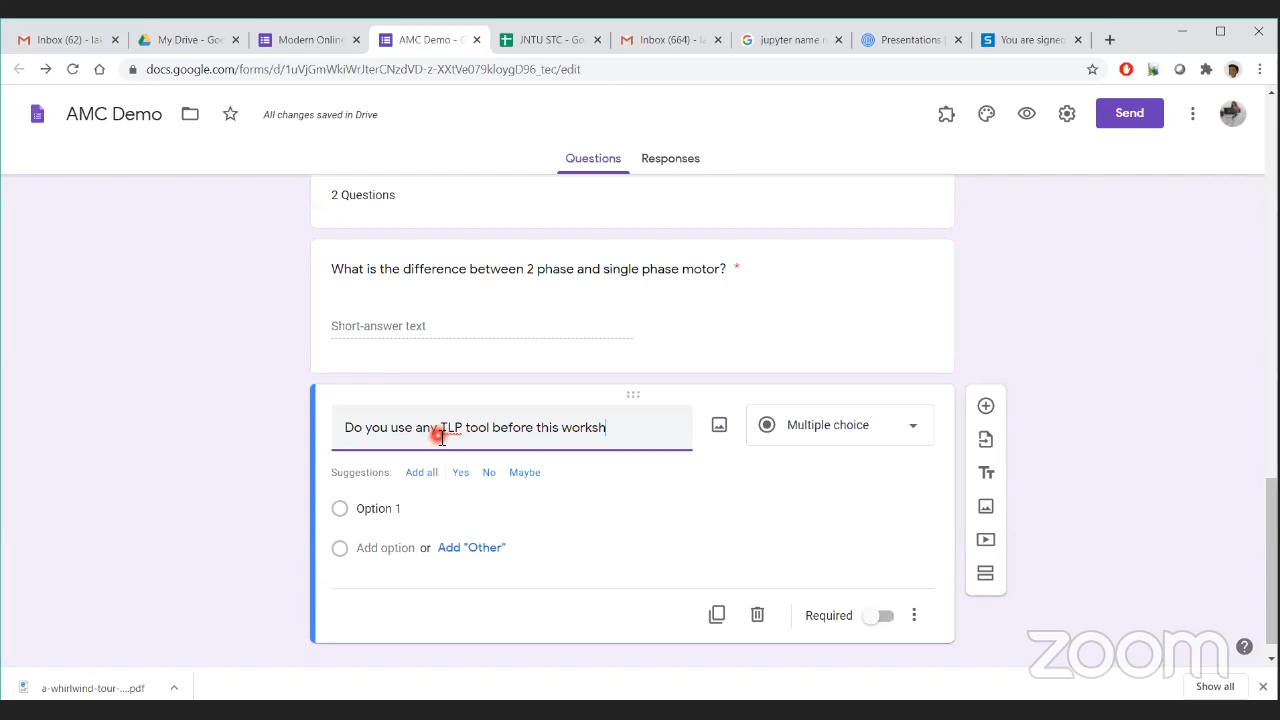 Inbox (62) - lak
My Drive - Goo
Modern Online
AMC Demo - G
JNTU STC - Go
Inbox (664) - la
jupyter name m
Presentations |
You are signed
docs.google.com/forms/d/1uVjGmWkiWrJterCNzdVD-z-XXtVe079kloygD96_tec/edit
AMC Demo
All changes saved in Drive
Send
Questions
Responses
2 Questions
What is the difference between 2 phase and single phase motor? *
Short-answer text
Do you use any TLP tool before this worksh
Multiple choice
Suggestions: Add all Yes No Maybe
Option 1
Add option or Add "Other"
Required
zoom
a-whirlwind-tour-....pdf
Show all